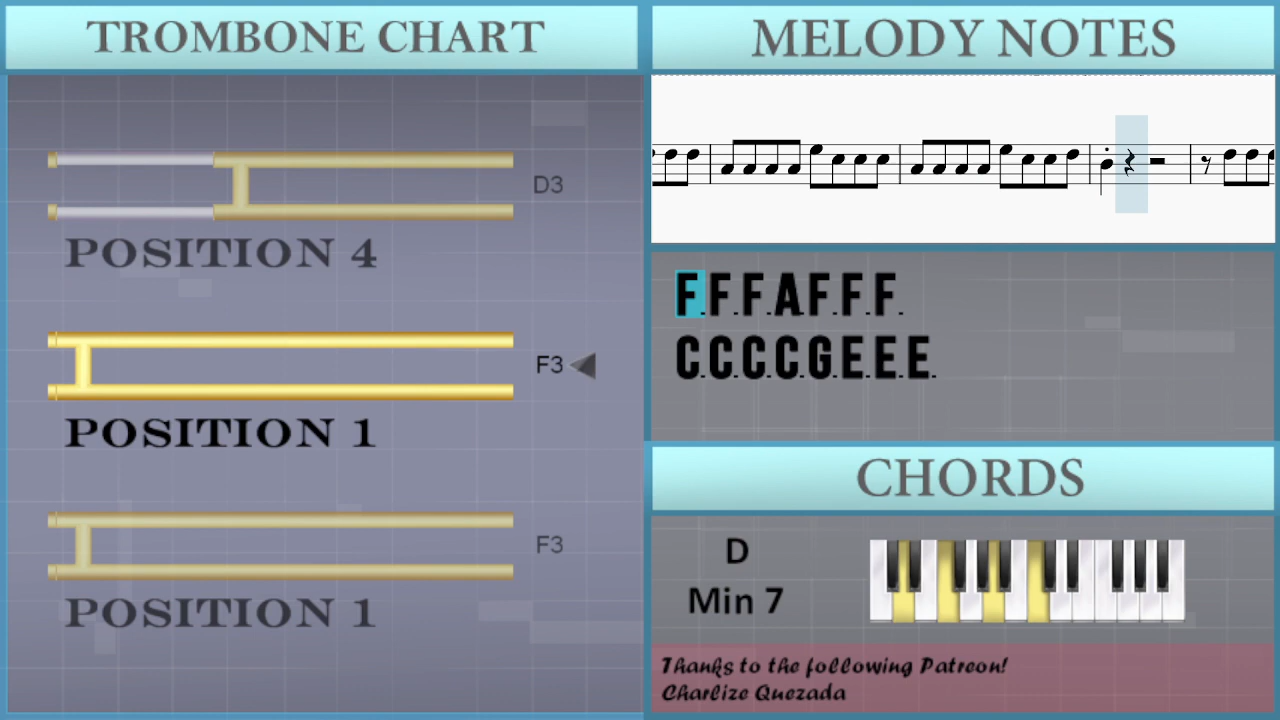 TROMBONE CHART
D3
POSITION 4
F3
POSITION 1
F3
POSITION 1
MELODY NOTES
F.F.F.A.F.F.F.
C.C.C.C.G.E.E.E.
CHORDS
D
Min 7
Thanks to the following Patreon!
Charlize Quezada